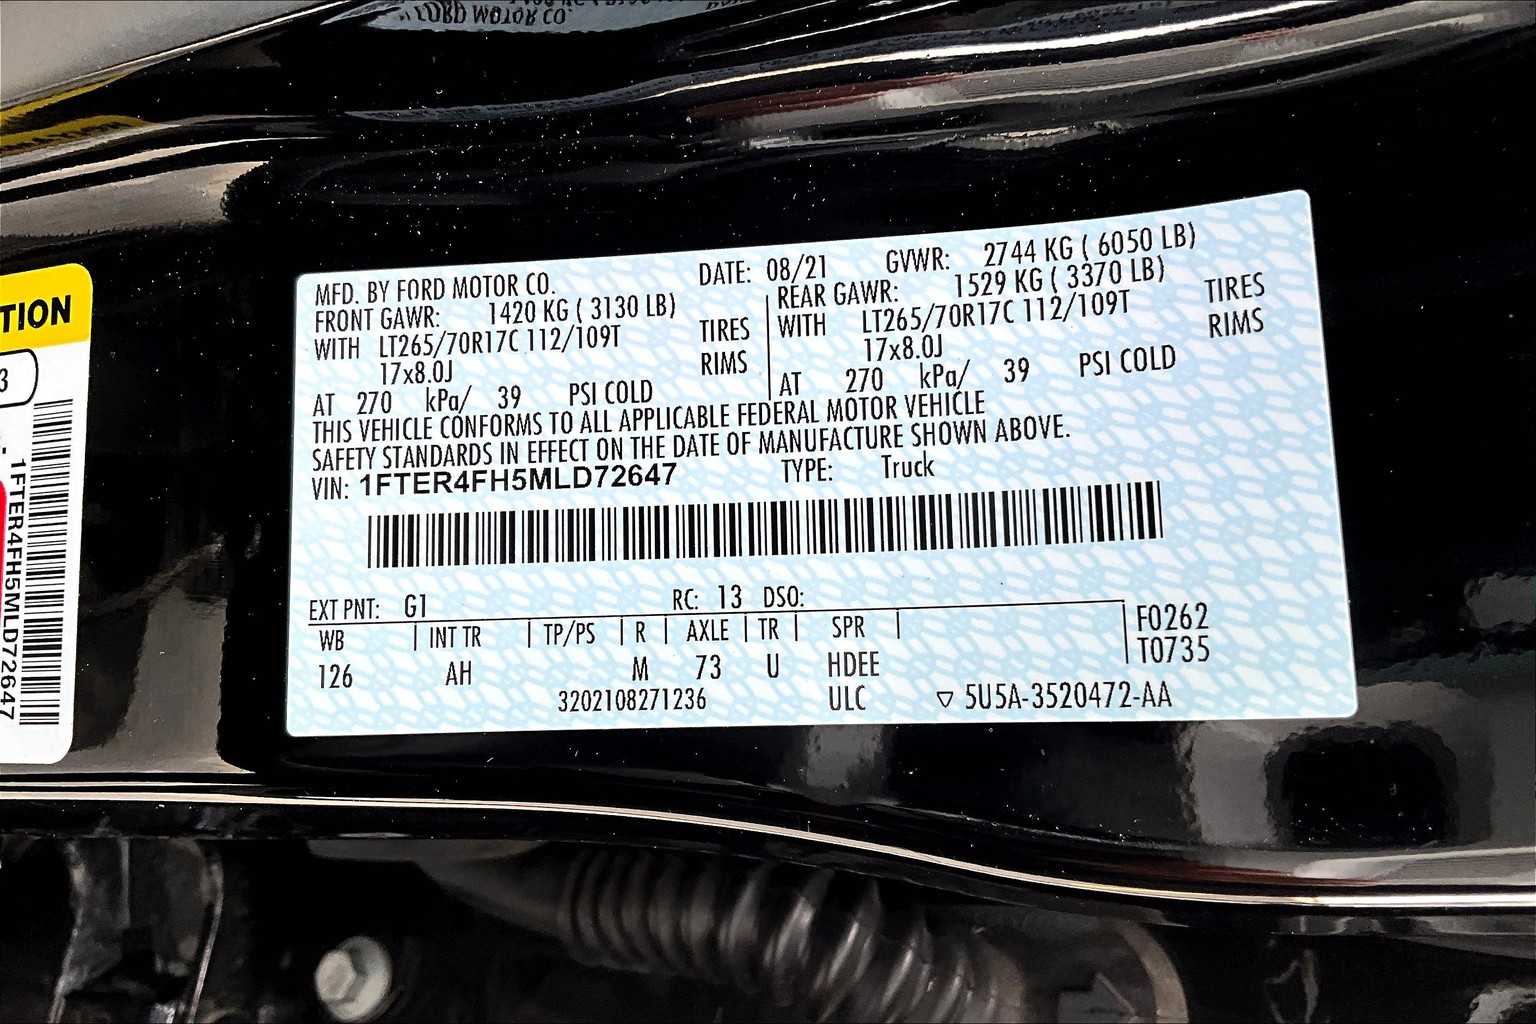 FORD MOTOR CO
TION
3
1FTER4FH5MLD72647
MFD. BY FORD MOTOR CO. DATE: 08/21 GVWR: 2744 KG ( 6050 LB)
FRONT GAWR: 1420 KG ( 3130 LB) REAR GAWR: 1529 KG ( 3370 LB)
WITH LT265/70R17C 112/109T TIRES WITH LT265/70R17C 112/109T TIRES
17x8.0J RIMS 17x8.0J RIMS
AT 270 kPa/ 39 PSI COLD AT 270 kPa/ 39 PSI COLD
THIS VEHICLE CONFORMS TO ALL APPLICABLE FEDERAL MOTOR VEHICLE
SAFETY STANDARDS IN EFFECT ON THE DATE OF MANUFACTURE SHOWN ABOVE.
VIN: 1FTER4FH5MLD72647 TYPE: Truck
EXT PNT: G1 RC: 13 DSO:
WB INT TR TP/PS R AXLE TR SPR F0262
126 AH M 73 U HDEE T0735
3202108271236 ULC ▽ 5U5A-3520472-AA